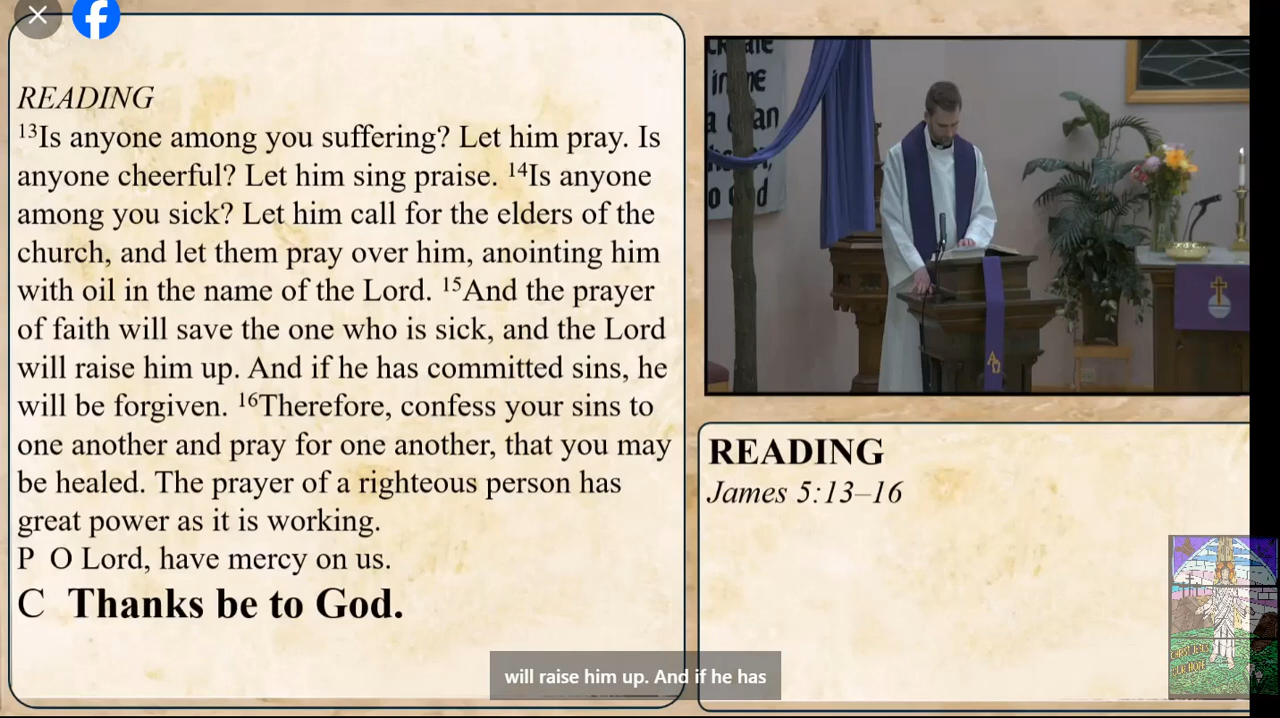 READING
13Is anyone among you suffering? Let him pray. Is
anyone cheerful? Let him sing praise. 14Is anyone
among you sick? Let him call for the elders of the
church, and let them pray over him, anointing him
with oil in the name of the Lord. 15And the prayer
of faith will save the one who is sick, and the Lord
will raise him up. And if he has committed sins, he
will be forgiven. 16Therefore, confess your sins to
one another and pray for one another, that you may
be healed. The prayer of a righteous person has
great power as it is working.
P O Lord, have mercy on us.
C Thanks be to God.
in me
READING
James 5:13–16
will raise him up. And if he has